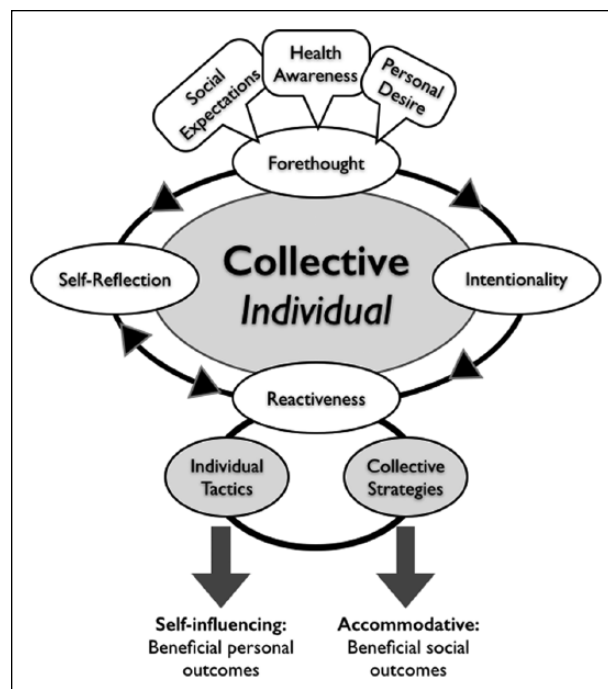 Social
Expectations
Health
Awareness
Personal
Desire
Forethought
Self-Reflection
Collective
Individual
Intentionality
Reactiveness
Individual
Tactics
Collective
Strategies
Self-influencing:
Beneficial personal
outcomes
Accommodative:
Beneficial social
outcomes